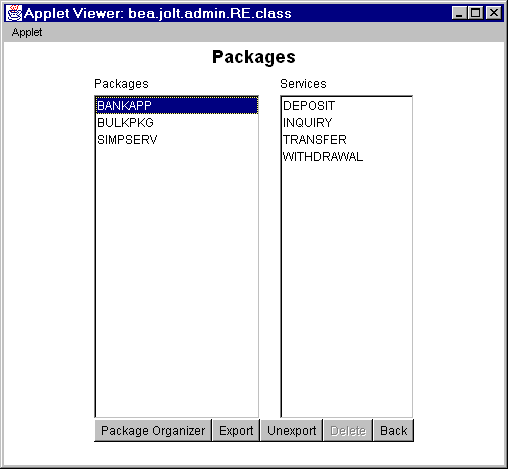 Applet Viewer: bea.jolt.admin.RE.class
Applet
Packages
Packages
Services
BANKAPP
BULKPKG
SIMPSERV
DEPOSIT
INQUIRY
TRANSFER
WITHDRAWAL
Package Organizer Export Unexport Delete Back